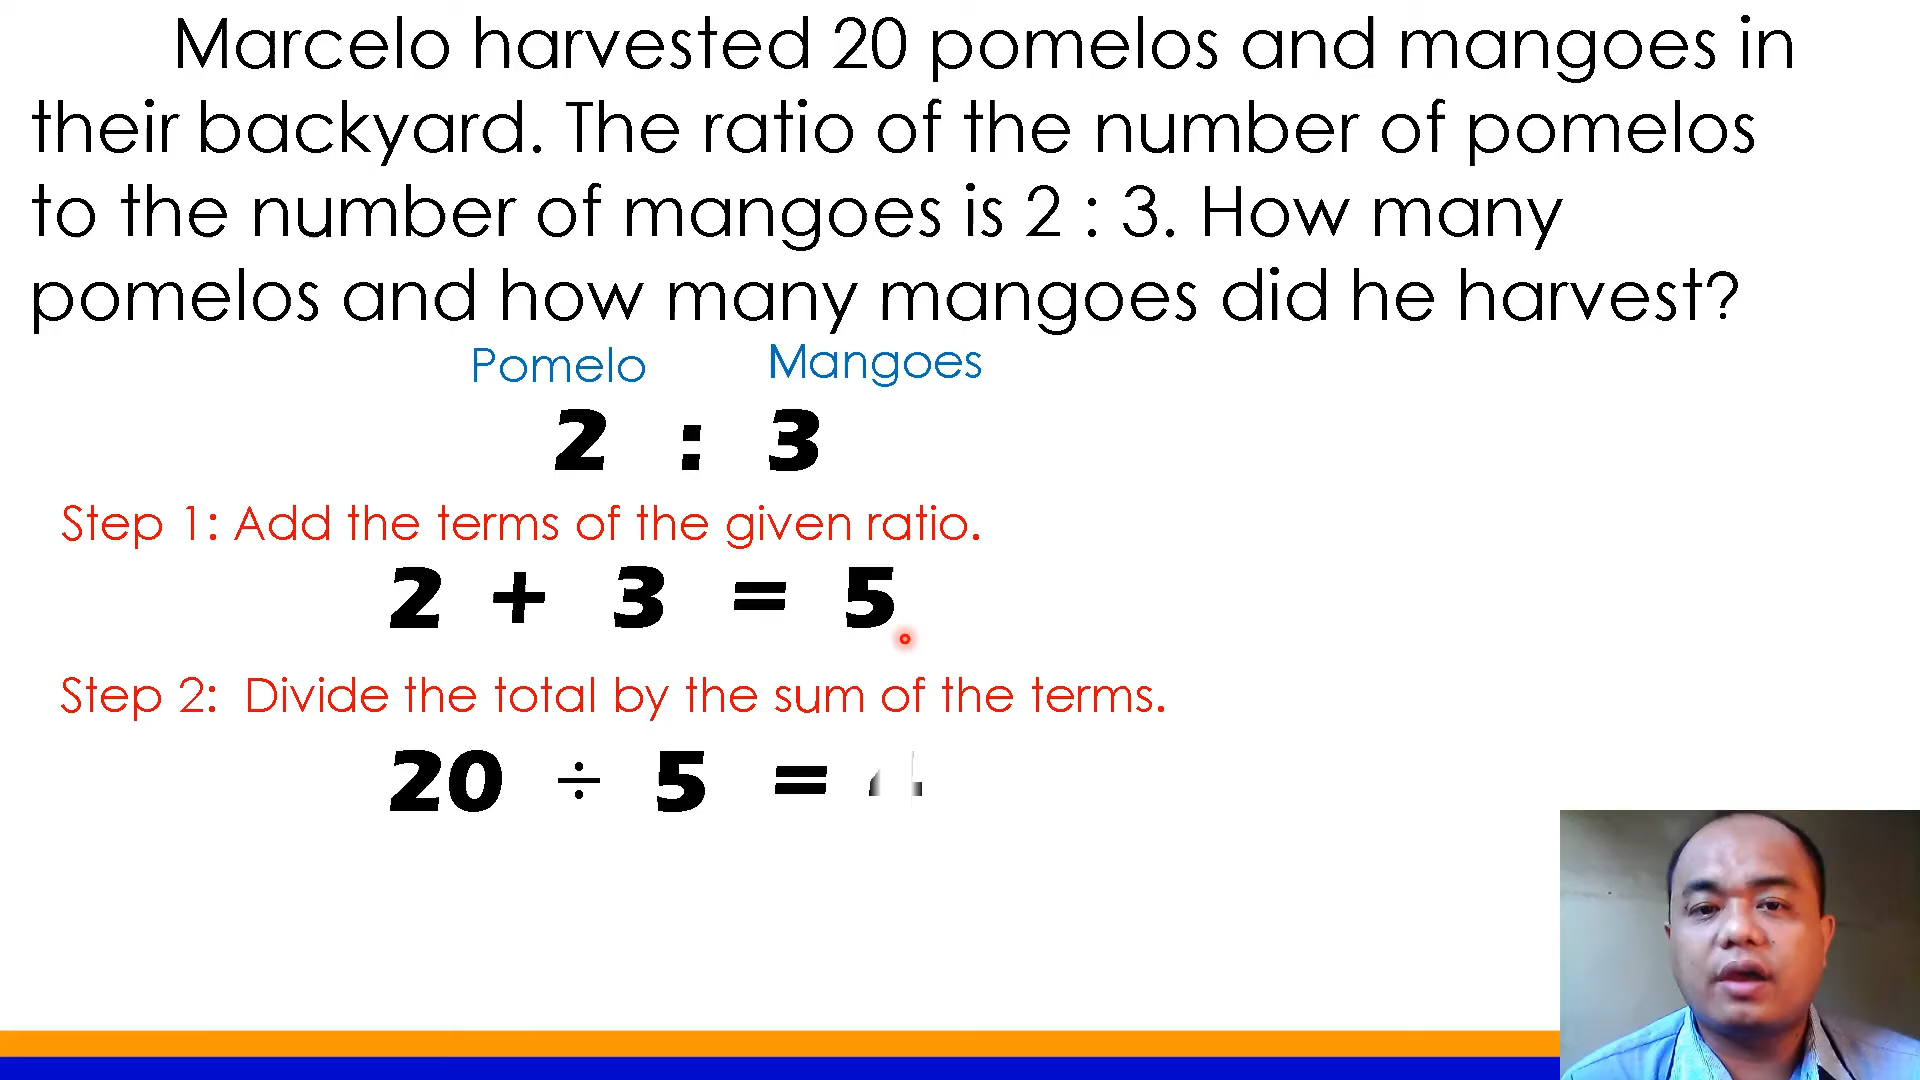 Marcelo harvested 20 pomelos and mangoes in
their backyard. The ratio of the number of pomelos
to the number of mangoes is 2 : 3. How many
pomelos and how many mangoes did he harvest?
Pomelo Mangoes
2 : 3
Step 1: Add the terms of the given ratio.
2 + 3 = 5
Step 2: Divide the total by the sum of the terms.
20 ÷ 5 =